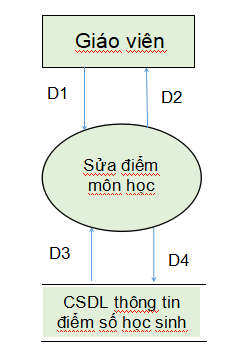 Giáo viên
D1
D2
Sửa điểm
môn học
D3
D4
CSDL thông tin
điểm số học sinh